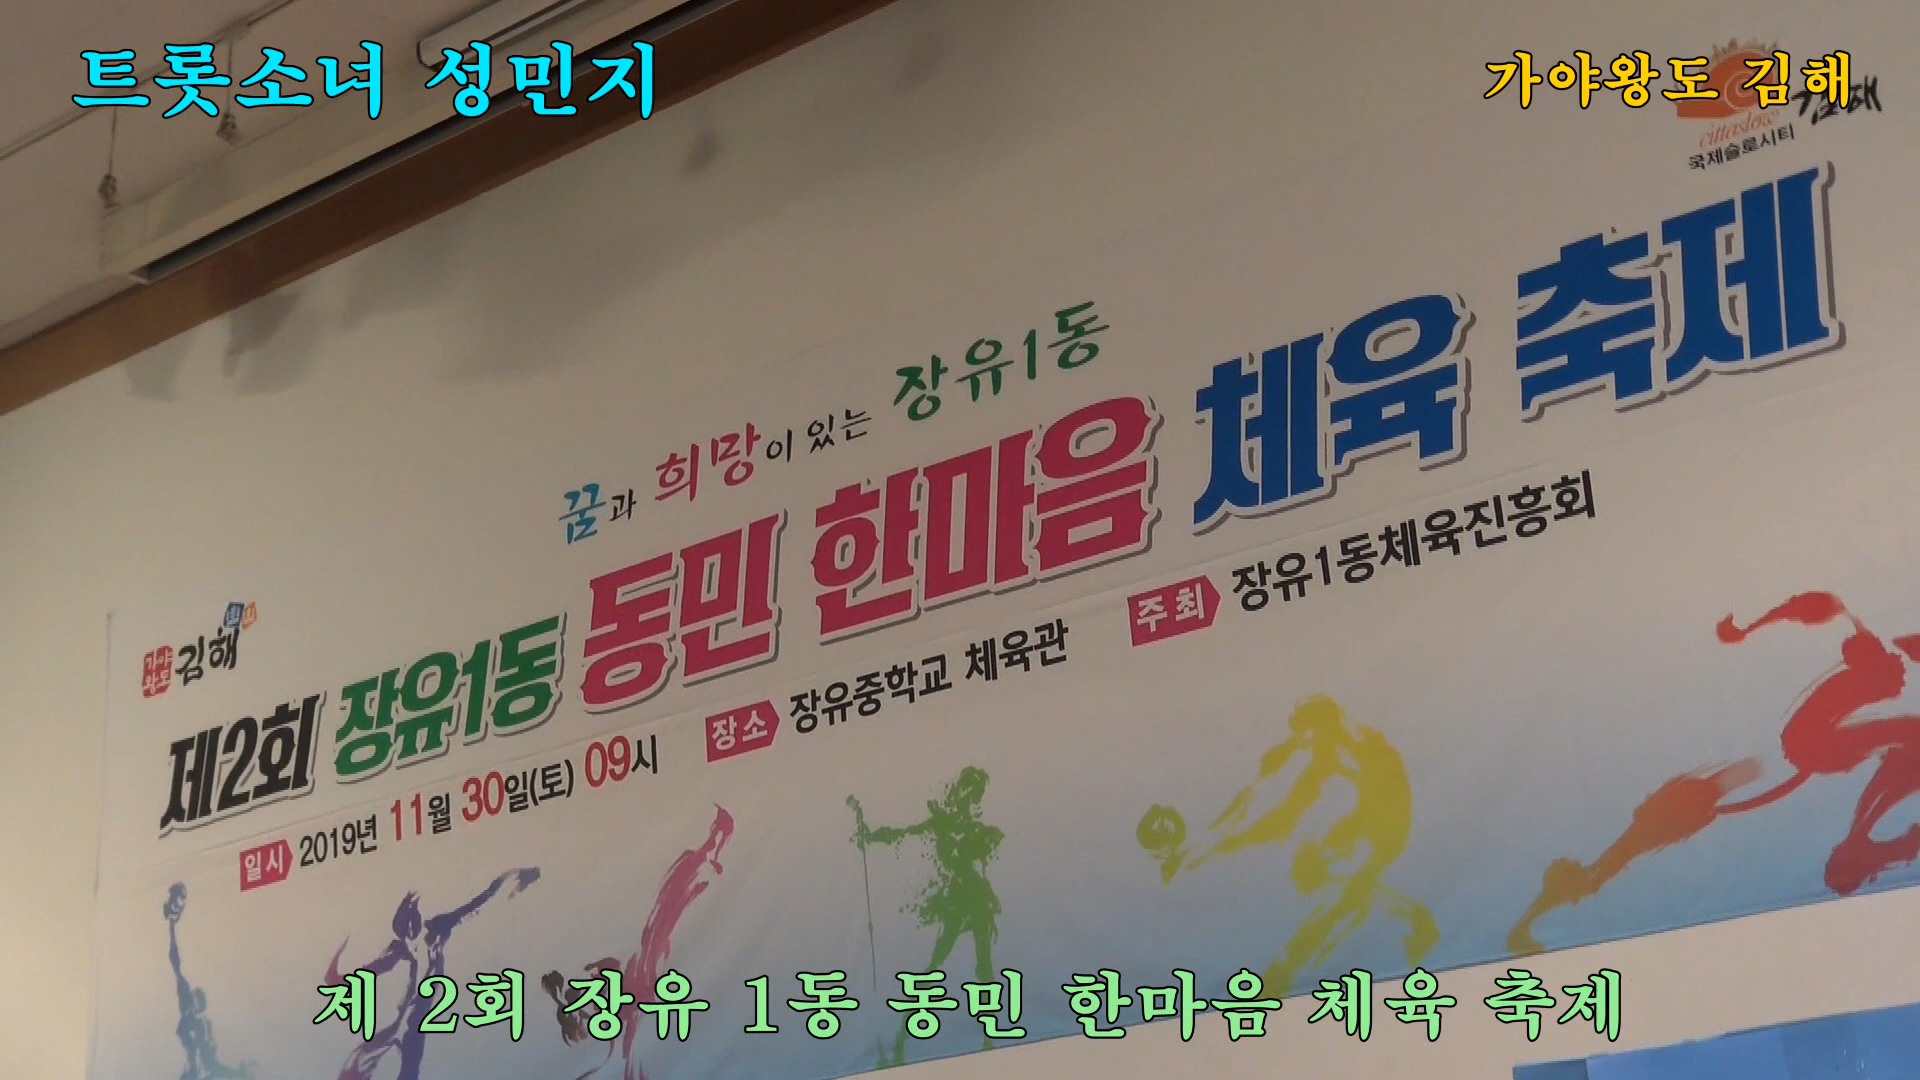 트롯소녀 성민지
가야왕도 김해
김해
cittaslow
국제슬로시티
꿈과 희망이 있는 장유1동
가야
왕도 김해
제2회 장유1동 동민 한마음 체육 축제
일시 2019년 11월 30일(토) 09시 장소 장유중학교 체육관 주최 장유1동체육진흥회
제 2회 장유 1동 동민 한마음 체육 축제